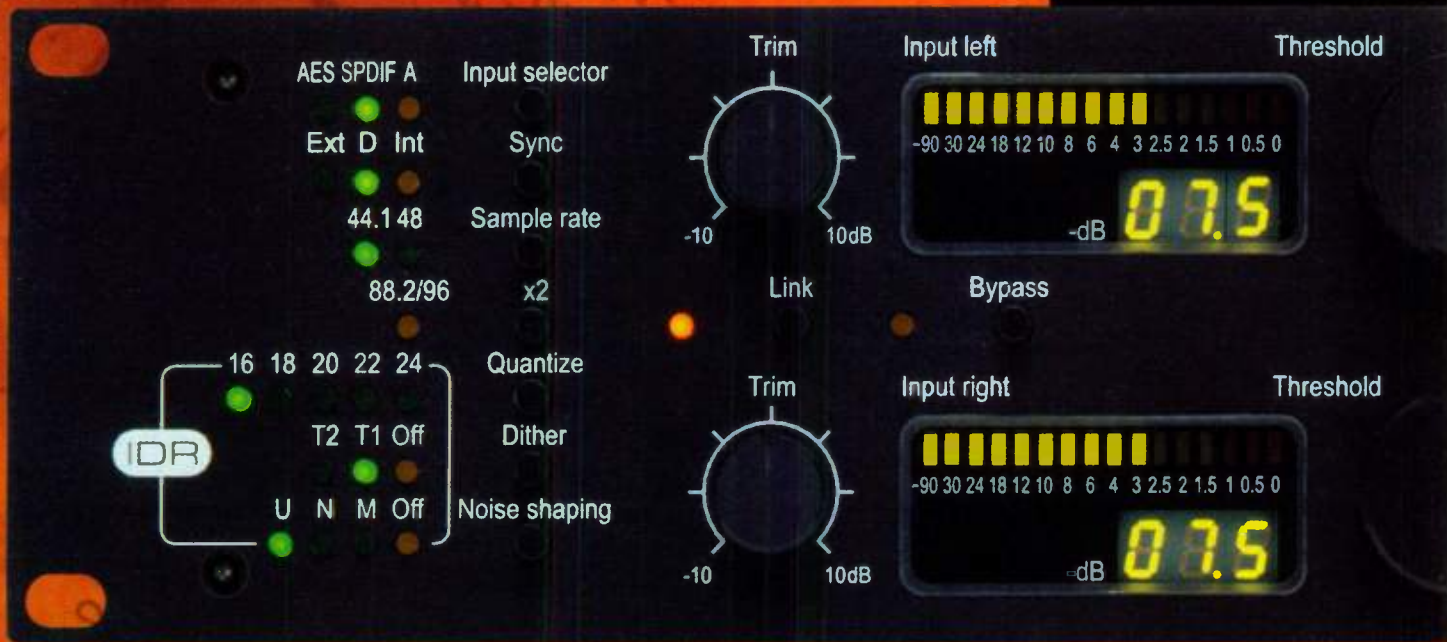 Trim
Input left
Threshold
AES SPDIF A
Input selector
-90 30 24 18 12 10 8 6 4 3 2.5 2 1.5 1 0.5 0
Ext D Int
Sync
-dB 07.5
44.1 48
Sample rate
-10
10dB
88.2/96
x2
Link
Bypass
16 18 20 22 24
Quantize
Trim
Input right
Threshold
T2 T1 Off
Dither
IDR
-90 30 24 18 12 10 8 6 4 3 2.5 2 1.5 1 0.5 0
U N M Off
Noise shaping
-dB 07.5
-10
10dB